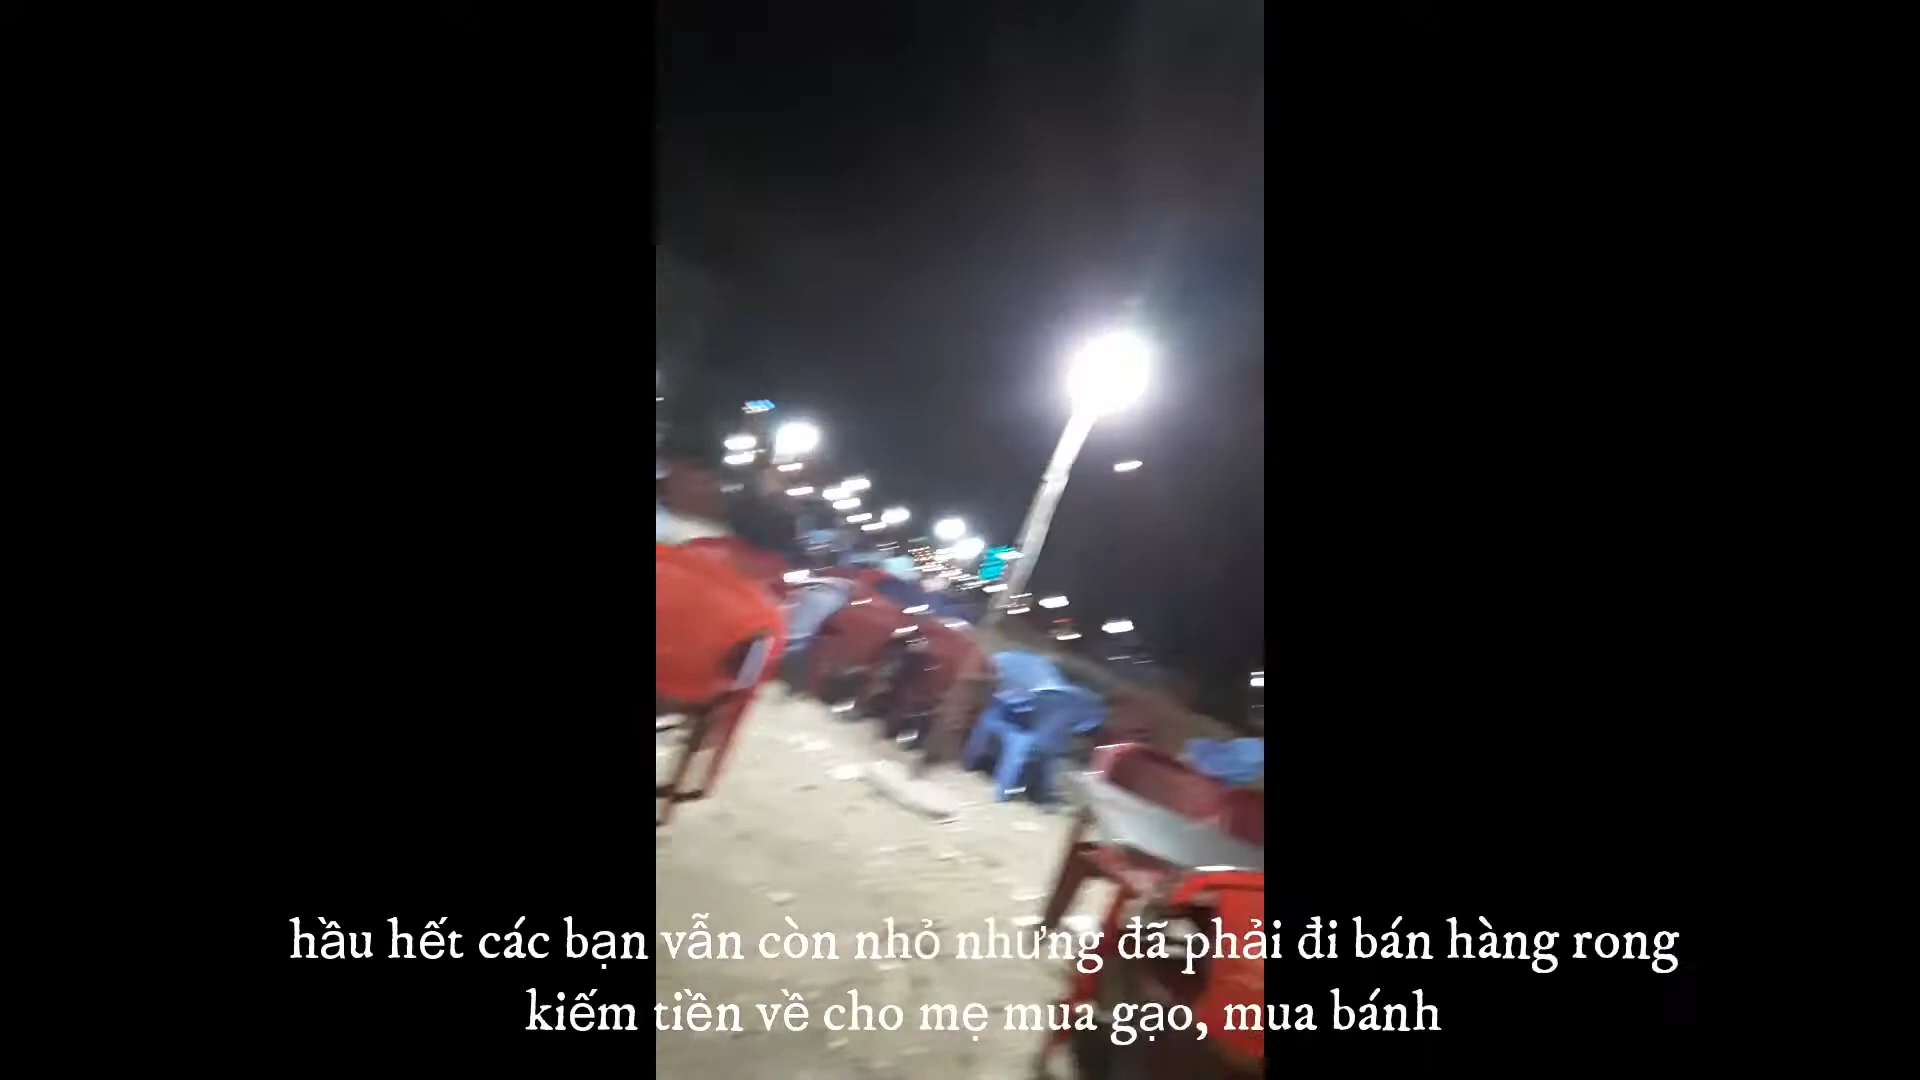 hầu hết các bạn vẫn còn nhỏ nhưng đã phải đi bán hàng rong
kiếm tiền về cho mẹ mua gạo, mua bánh